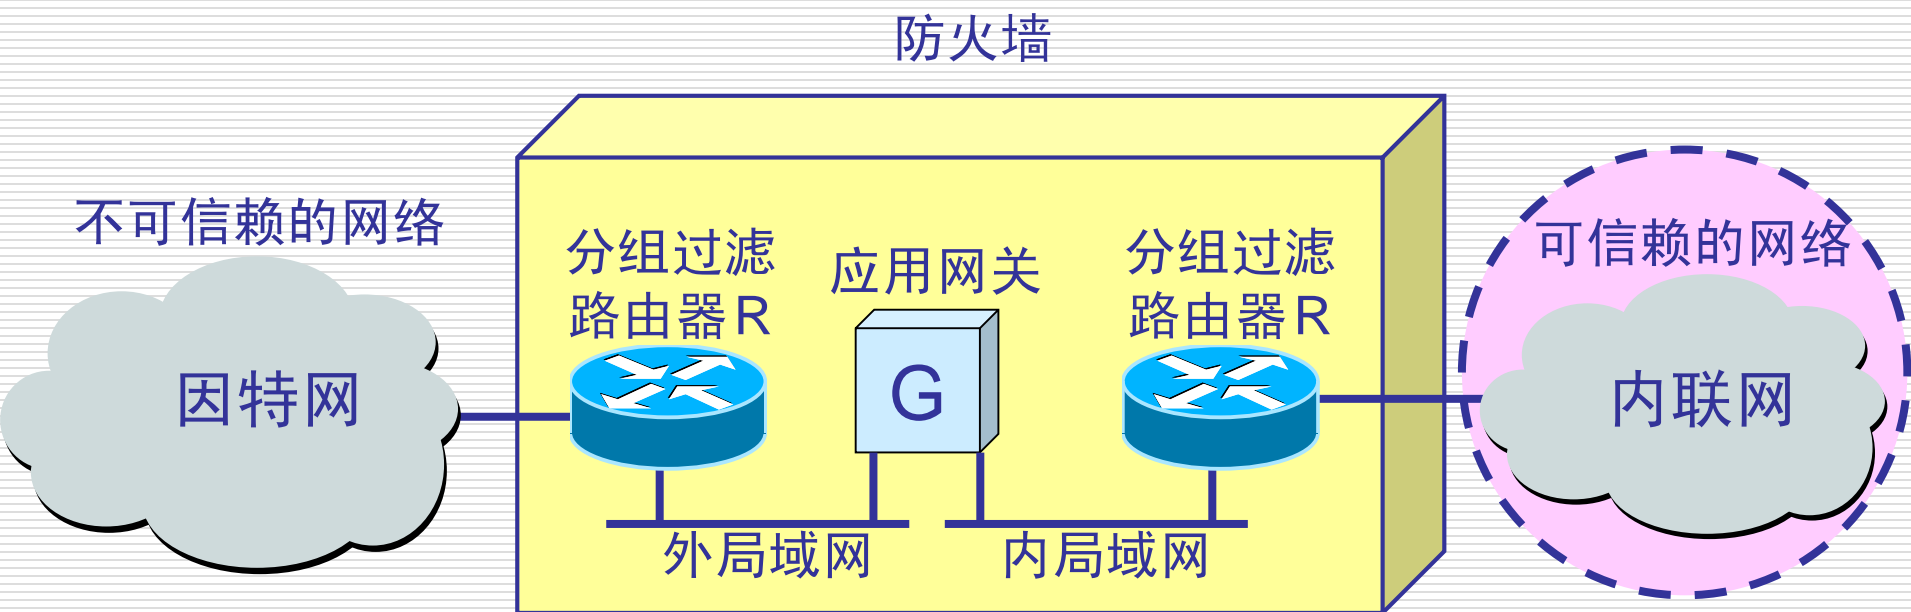 防火墙
不可信赖的网络
因特网
分组过滤
路由器R
应用网关
G
分组过滤
路由器R
外局域网
内局域网
可信赖的网络
内联网